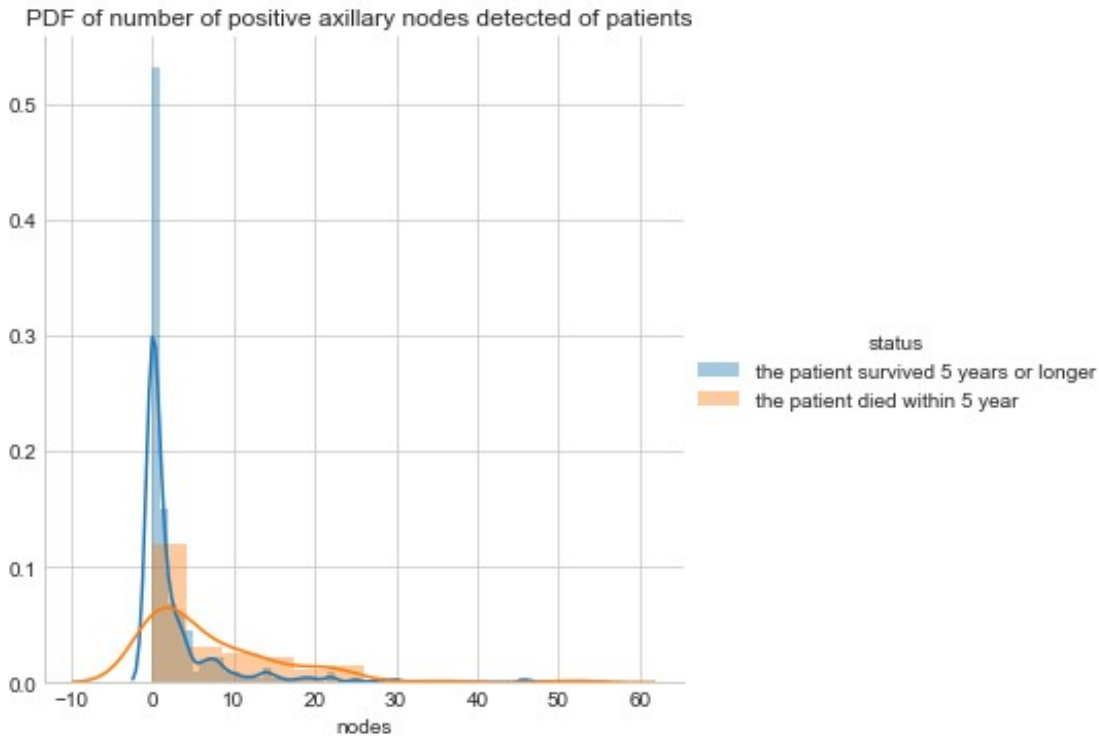 PDF of number of positive axillary nodes detected of patients
0.5
0.4
0.3
0.2
0.1
0.0
−10 0 10 20 30 40 50 60
nodes
status
the patient survived 5 years or longer
the patient died within 5 year